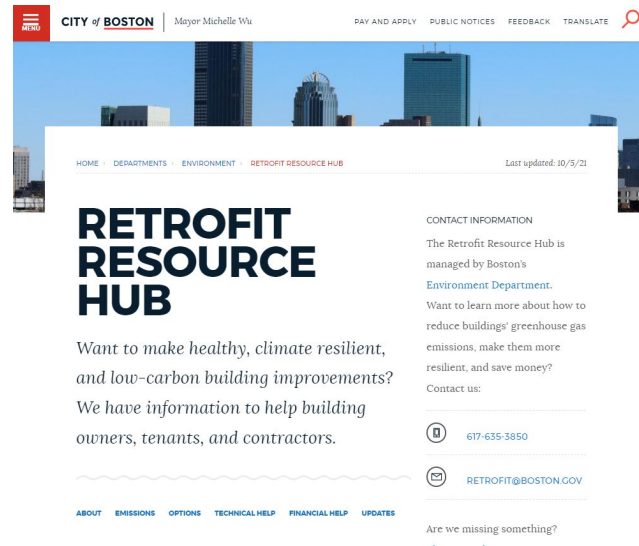 MENU
CITY of BOSTON
Mayor Michelle Wu
PAY AND APPLY PUBLIC NOTICES FEEDBACK TRANSLATE
HOME › DEPARTMENTS › ENVIRONMENT › RETROFIT RESOURCE HUB
Last updated: 10/5/21
RETROFIT
RESOURCE
HUB
Want to make healthy, climate resilient,
and low-carbon building improvements?
We have information to help building
owners, tenants, and contractors.
ABOUT EMISSIONS OPTIONS TECHNICAL HELP FINANCIAL HELP UPDATES
CONTACT INFORMATION
The Retrofit Resource Hub is
managed by Boston's
Environment Department.
Want to learn more about how to
reduce buildings' greenhouse gas
emissions, make them more
resilient, and save money?
Contact us:
617-635-3850
RETROFIT@BOSTON.GOV
Are we missing something?